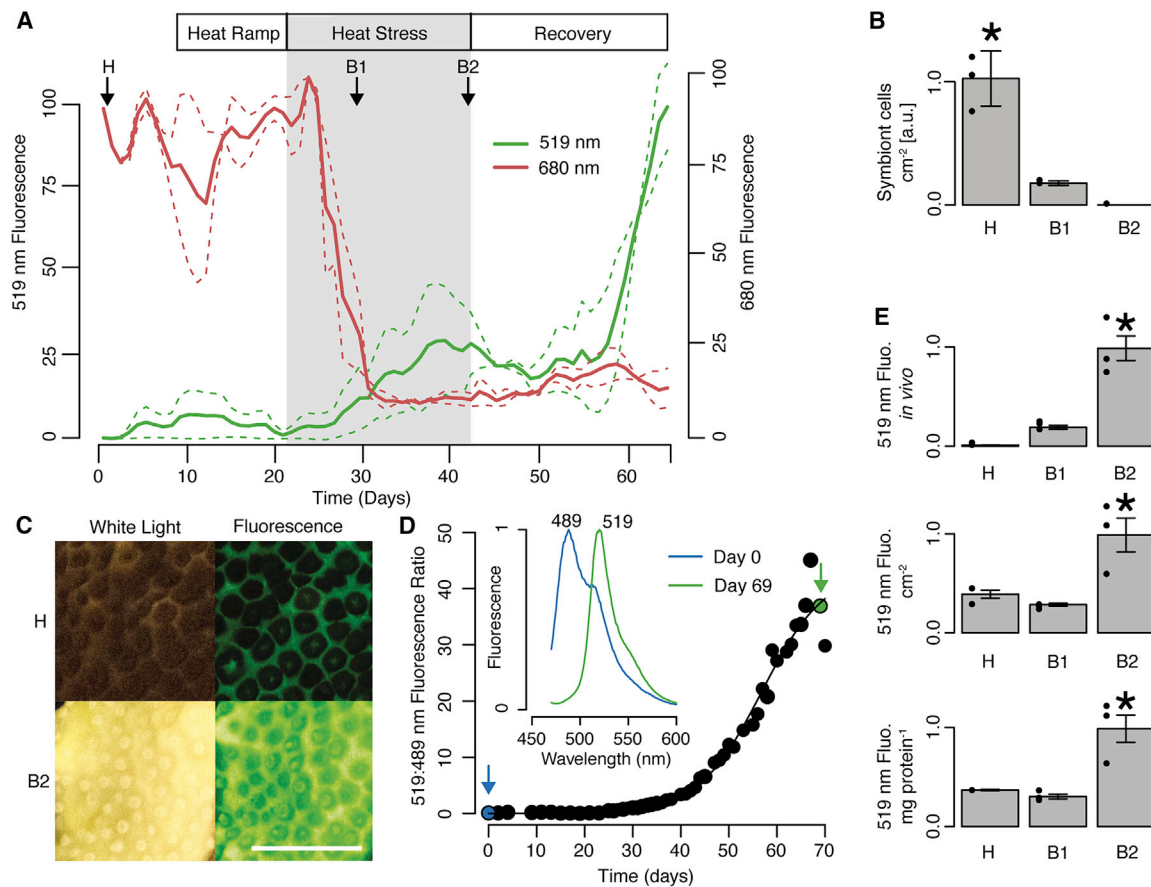 A
Heat Ramp
Heat Stress
Recovery
H
B1
B2
519 nm
680 nm
519 nm Fluorescence
0
25
50
75
100
680 nm Fluorescence
0
25
50
75
100
0
10
20
30
40
50
60
Time (Days)
B
Symbiont cells
cm-2 [a.u.]
0.0
1.0
*
H
B1
B2
C
White Light
Fluorescence
H
B2
D
519:489 nm Fluorescence Ratio
0
10
20
30
40
50
489
519
Fluorescence
0
1
450
500
550
600
Wavelength (nm)
Day 0
Day 69
0
10
20
30
40
50
60
70
Time (days)
E
519 nm Fluo.
in vivo
0.0
1.0
*
H
B1
B2
519 nm Fluo.
cm-2
0.0
1.0
*
H
B1
B2
519 nm Fluo.
mg protein-1
0.0
1.0
*
H
B1
B2